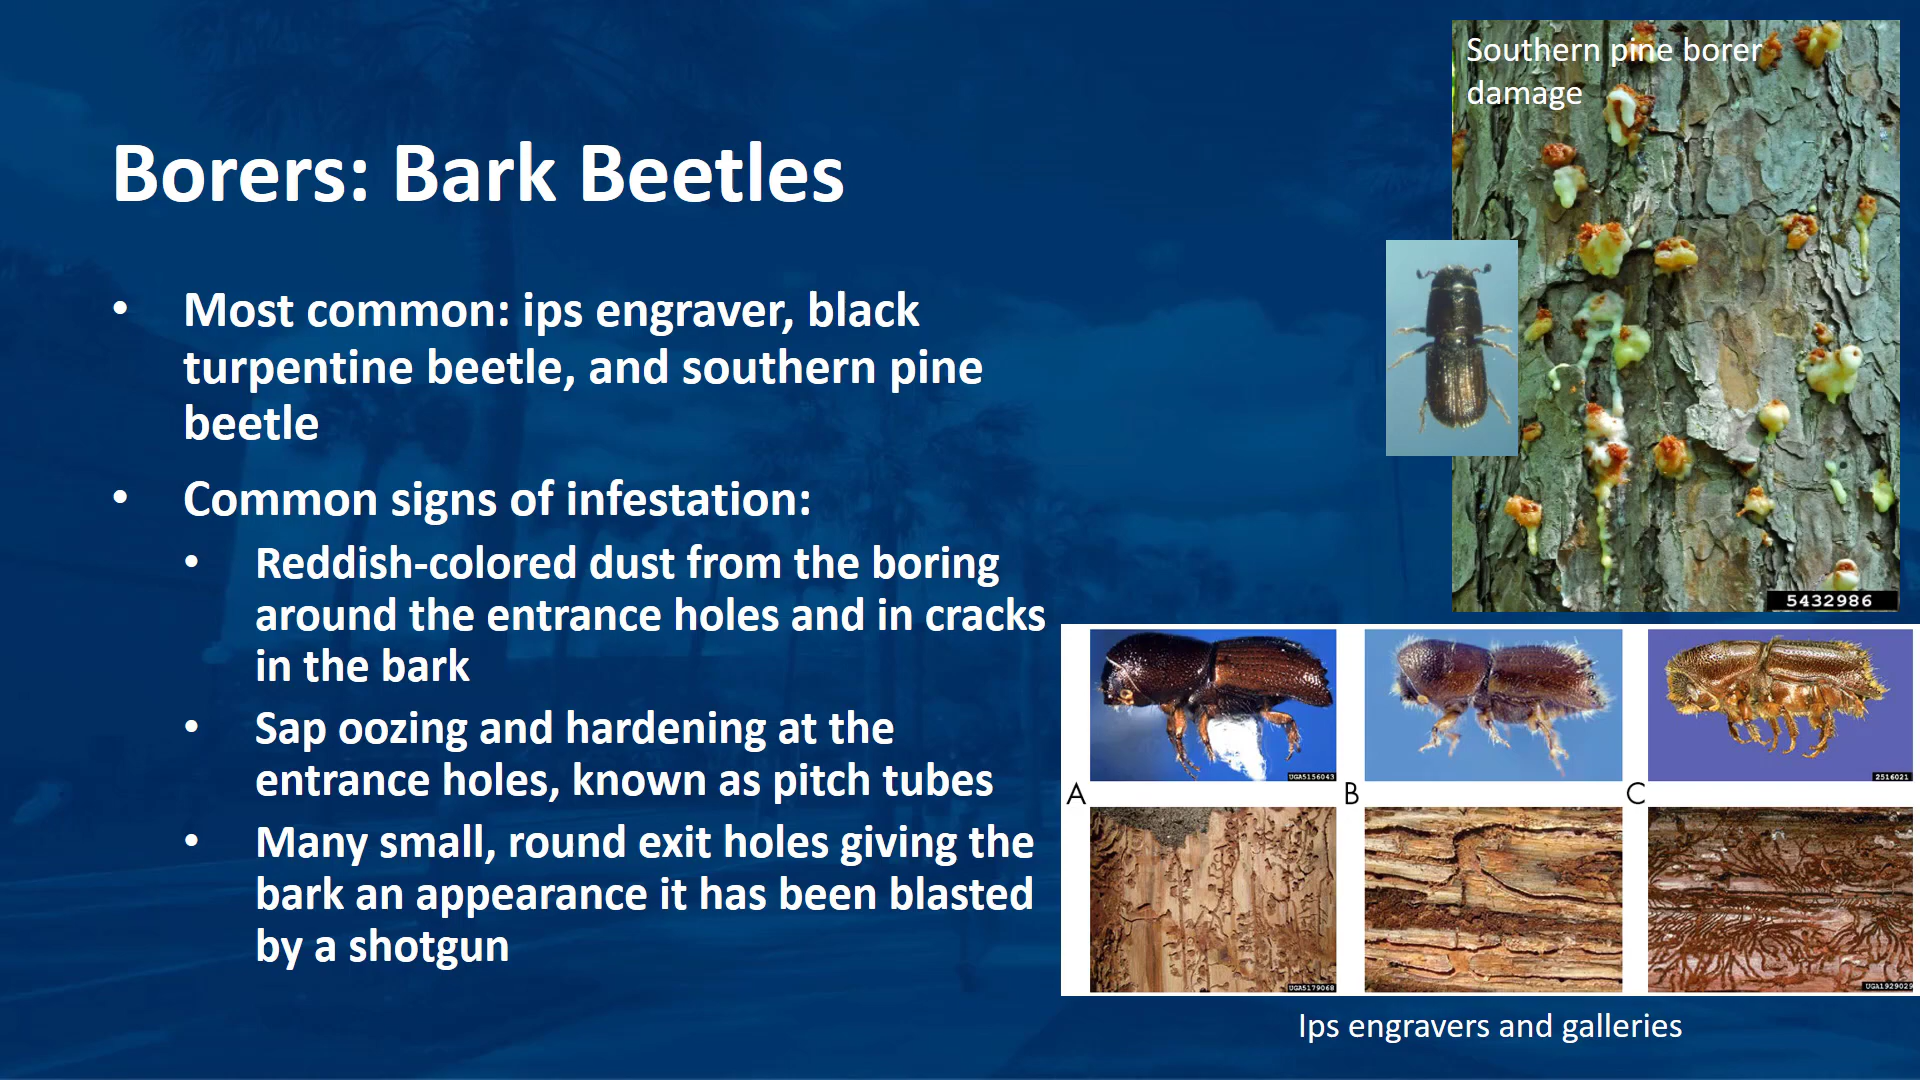 Southern pine borer
damage
Borers: Bark Beetles
• Most common: ips engraver, black
turpentine beetle, and southern pine
beetle
• Common signs of infestation:
• Reddish-colored dust from the boring
around the entrance holes and in cracks
in the bark
• Sap oozing and hardening at the
entrance holes, known as pitch tubes
• Many small, round exit holes giving the
bark an appearance it has been blasted
by a shotgun
5432986
UGA5156043
2516021
A
B
C
UGA5179068
UGA1929029
Ips engravers and galleries